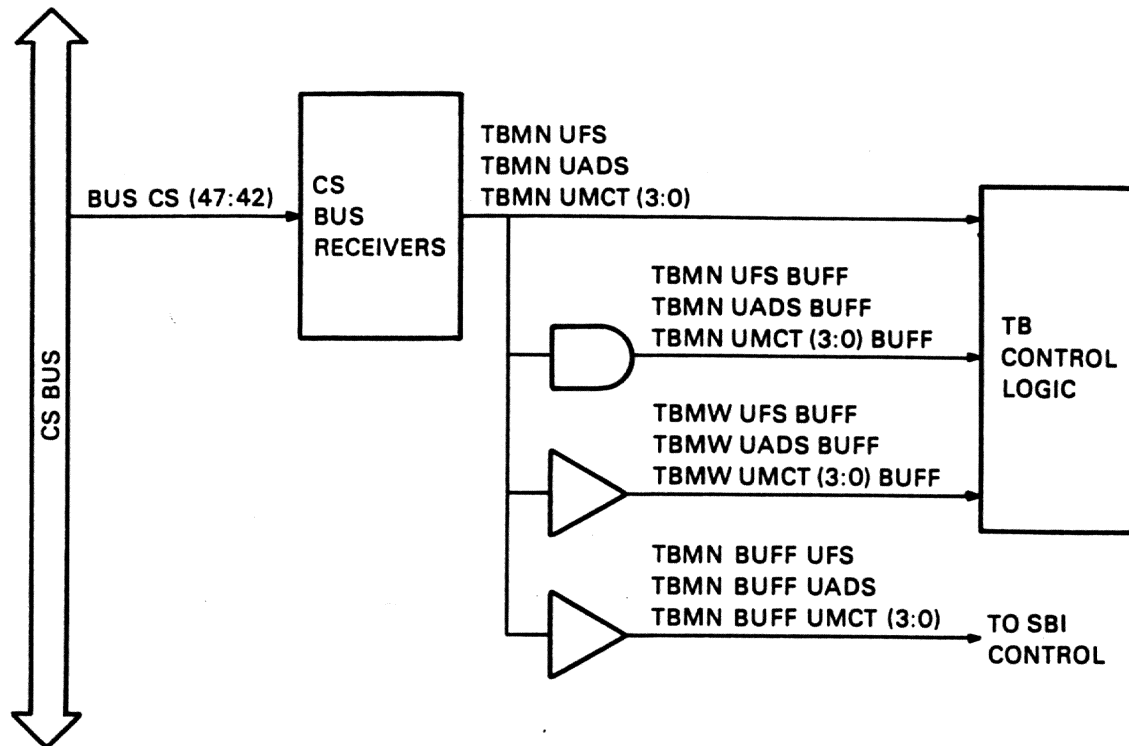 CS BUS
BUS CS (47:42)
CS
BUS
RECEIVERS
TBMN UFS
TBMN UADS
TBMN UMCT (3:0)
TBMN UFS BUFF
TBMN UADS BUFF
TBMN UMCT (3:0) BUFF
TBMW UFS BUFF
TBMW UADS BUFF
TBMW UMCT (3:0) BUFF
TBMN BUFF UFS
TBMN BUFF UADS
TBMN BUFF UMCT (3:0)
TB
CONTROL
LOGIC
TO SBI
CONTROL